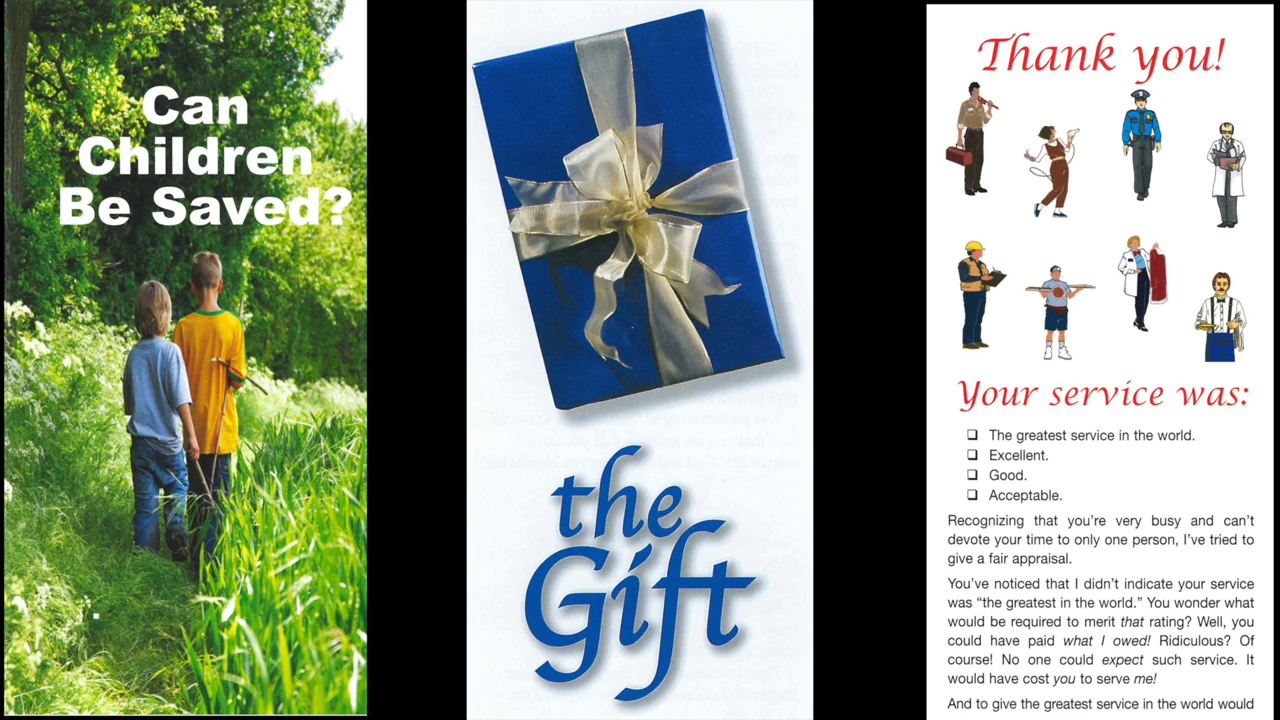 Can
Children
Be Saved?
the
Gift
Thank you!
Your service was:
❑ The greatest service in the world.
❑ Excellent.
❑ Good.
❑ Acceptable.
Recognizing that you're very busy and can't
devote your time to only one person, I've tried to
give a fair appraisal.
You've noticed that I didn't indicate your service
was “the greatest in the world.” You wonder what
would be required to merit that rating? Well, you
could have paid what I owed! Ridiculous? Of
course! No one could expect such service. It
would have cost you to serve me!
And to give the greatest service in the world would